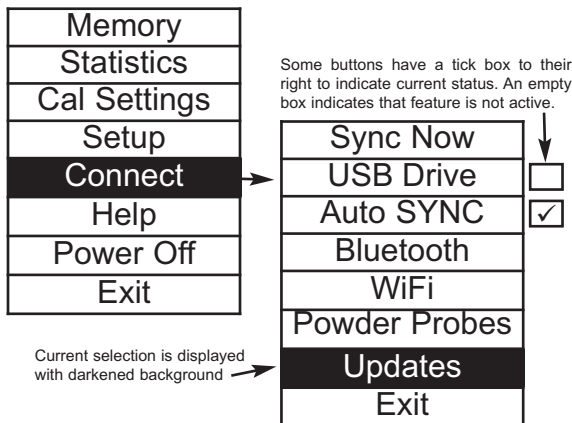 Memory
Statistics
Cal Settings
Setup
Connect
Help
Power Off
Exit
Some buttons have a tick box to their
right to indicate current status. An empty
box indicates that feature is not active.
Sync Now
USB Drive
Auto SYNC
Bluetooth
WiFi
Powder Probes
Updates
Exit
Current selection is displayed
with darkened background